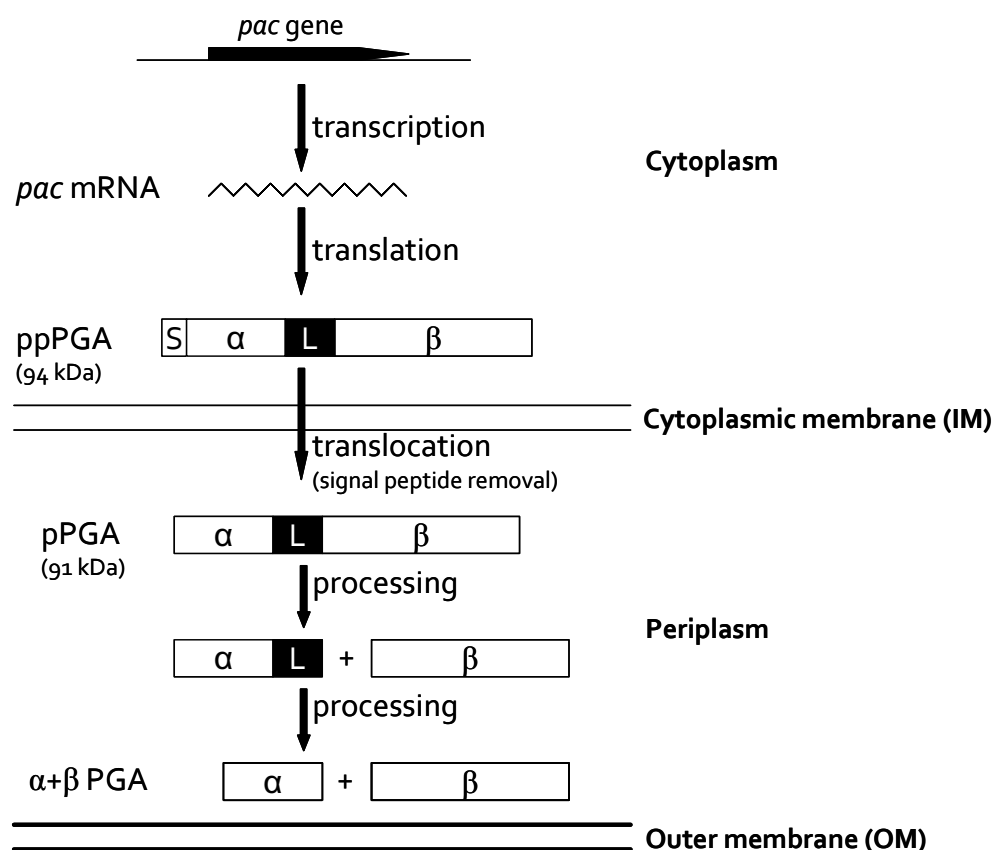 pac gene
transcription
Cytoplasm
pac mRNA
translation
ppPGA
(94 kDa)
S α L β
Cytoplasmic membrane (IM)
translocation
(signal peptide removal)
pPGA
(91 kDa)
α L β
processing
Periplasm
α L + β
processing
α+β PGA
α + β
Outer membrane (OM)